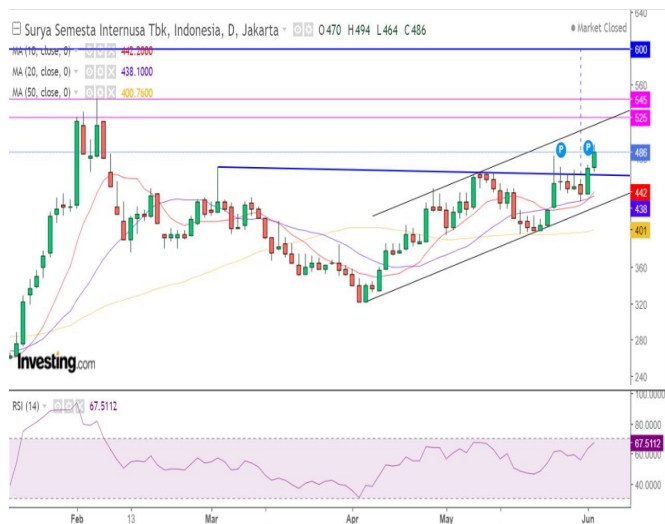 Surya Semesta Internusa Tbk, Indonesia, D, Jakarta O470 H494 L464 C486
Market Closed
MA (10, close, 0) 442.2000
MA (20, close, 0) 438.1000
MA (50, close, 0) 400.7600
640
600
560
545
525
486
442
438
401
360
320
280
240
P
P
Investing.com
RSI (14) 67.5112
100.0000
67.5112
60.0000
40.0000
Feb 13 Mar Apr May Jun